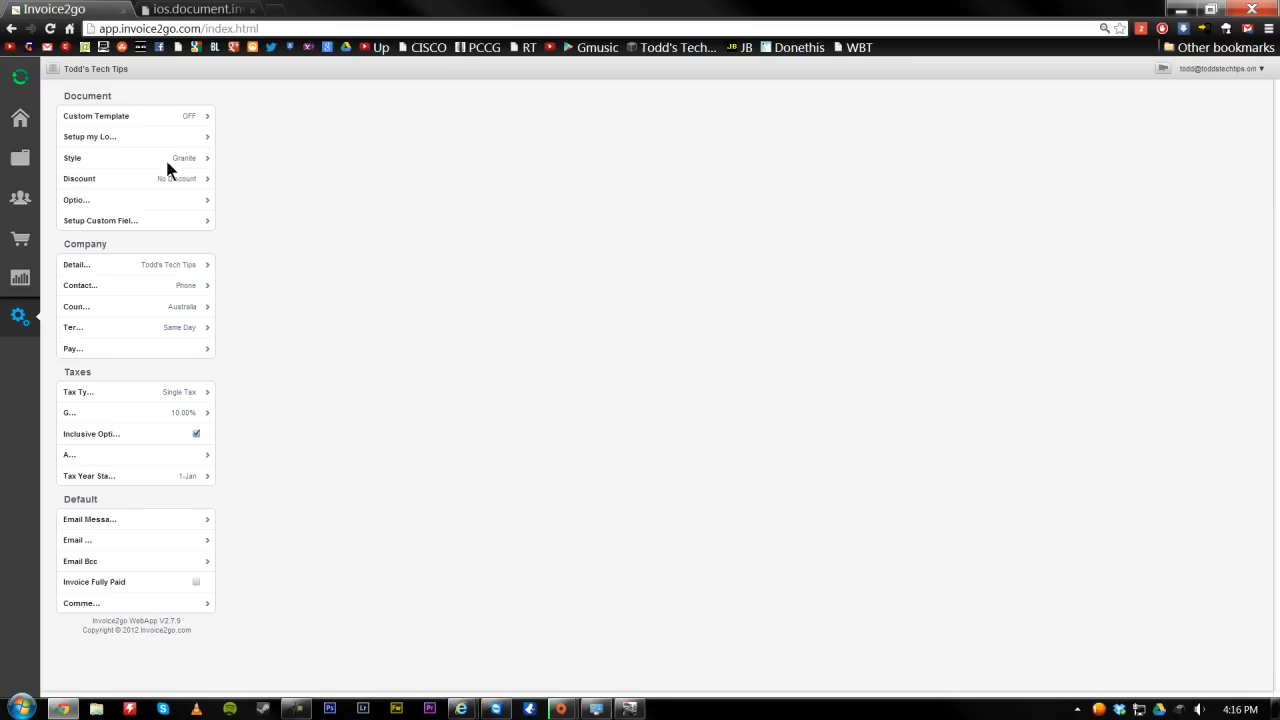 Invoice2go
ios.document.inv
app.invoice2go.com/index.html
Up
CISCO
PCCG
RT
Gmusic
Todd's Tech...
JB
Donethis
WBT
Other bookmarks
Todd's Tech Tips
todd@toddstechtips.om
Document
Custom Template OFF
Setup my Lo...
Style Granite
Discount No Discount
Optio...
Setup Custom Fiel...
Company
Detail... Todd's Tech Tips
Contact... Phone
Coun... Australia
Ter... Same Day
Pay...
Taxes
Tax Ty... Single Tax
G... 10.00%
Inclusive Opti...
A...
Tax Year Sta... 1-Jan
Default
Email Messa...
Email ...
Email Bcc
Invoice Fully Paid
Comme...
Invoice2go WebApp V2.7.9
Copyright © 2012 Invoice2go.com
4:16 PM